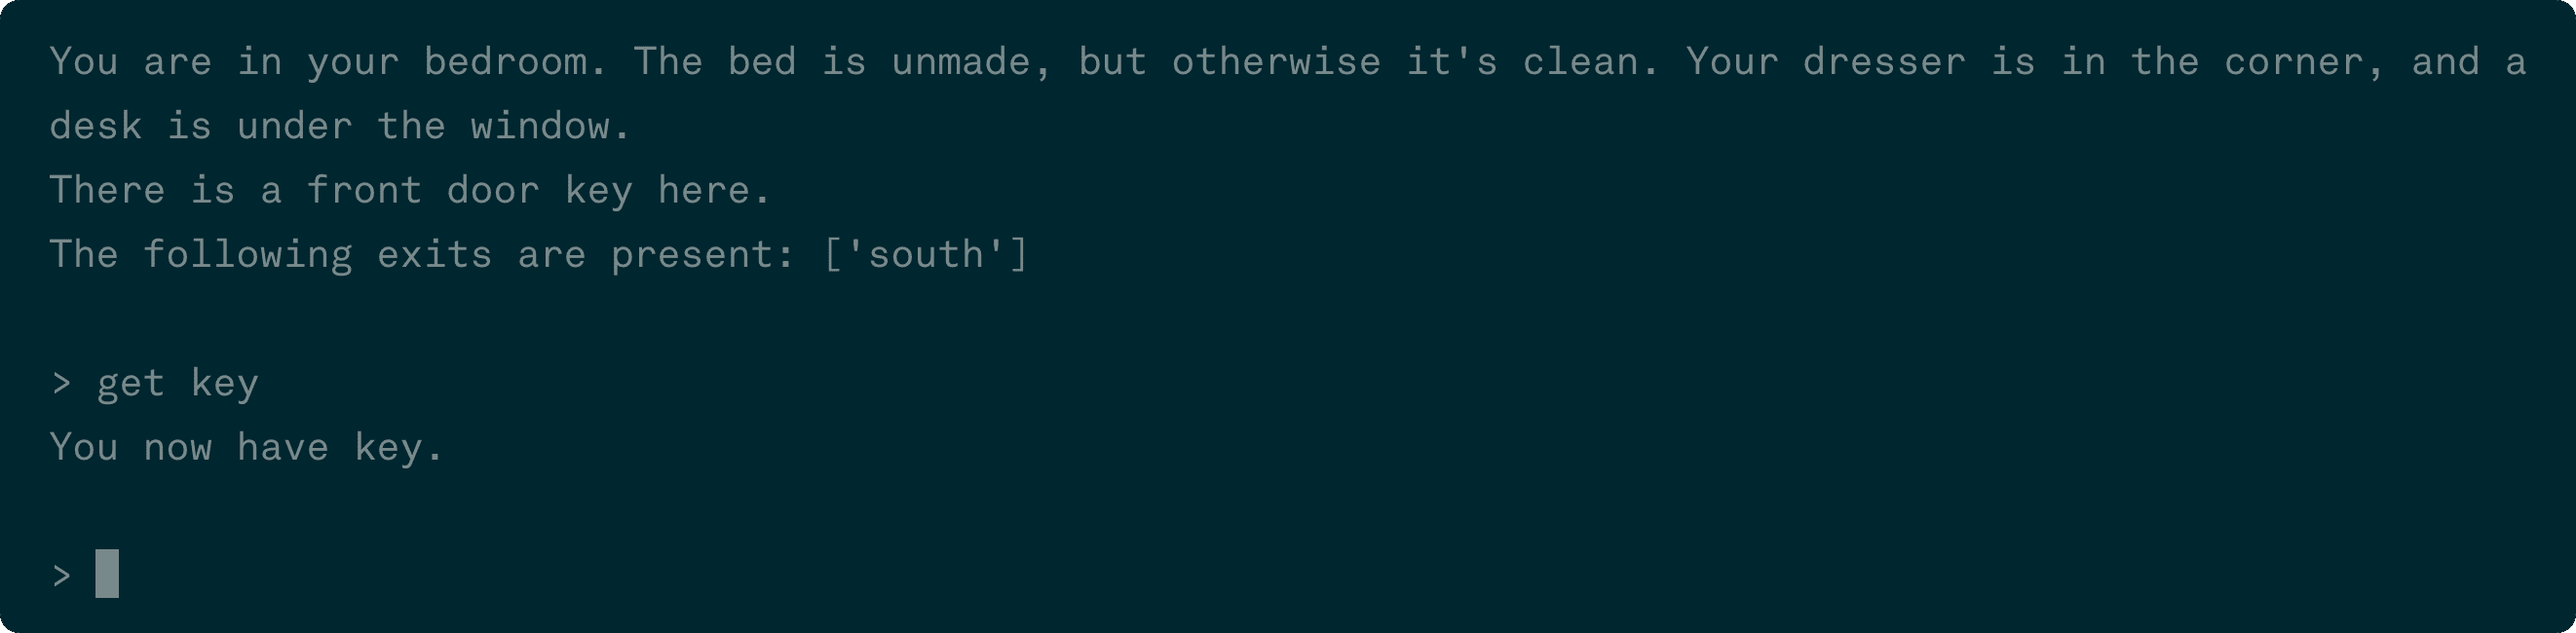 You are in your bedroom. The bed is unmade, but otherwise it's clean. Your dresser is in the corner, and a
desk is under the window.
There is a front door key here.
The following exits are present: ['south']
> get key
You now have key.
>